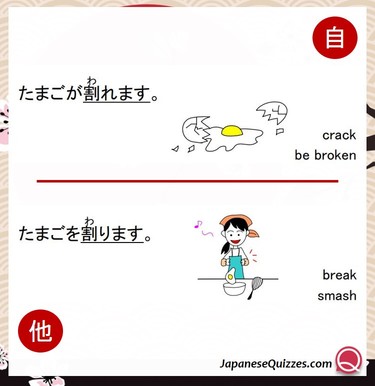 自
わ
たまごが割れます。
crack
be broken
わ
たまごを割ります。
break
smash
他
JapaneseQuizzes.com